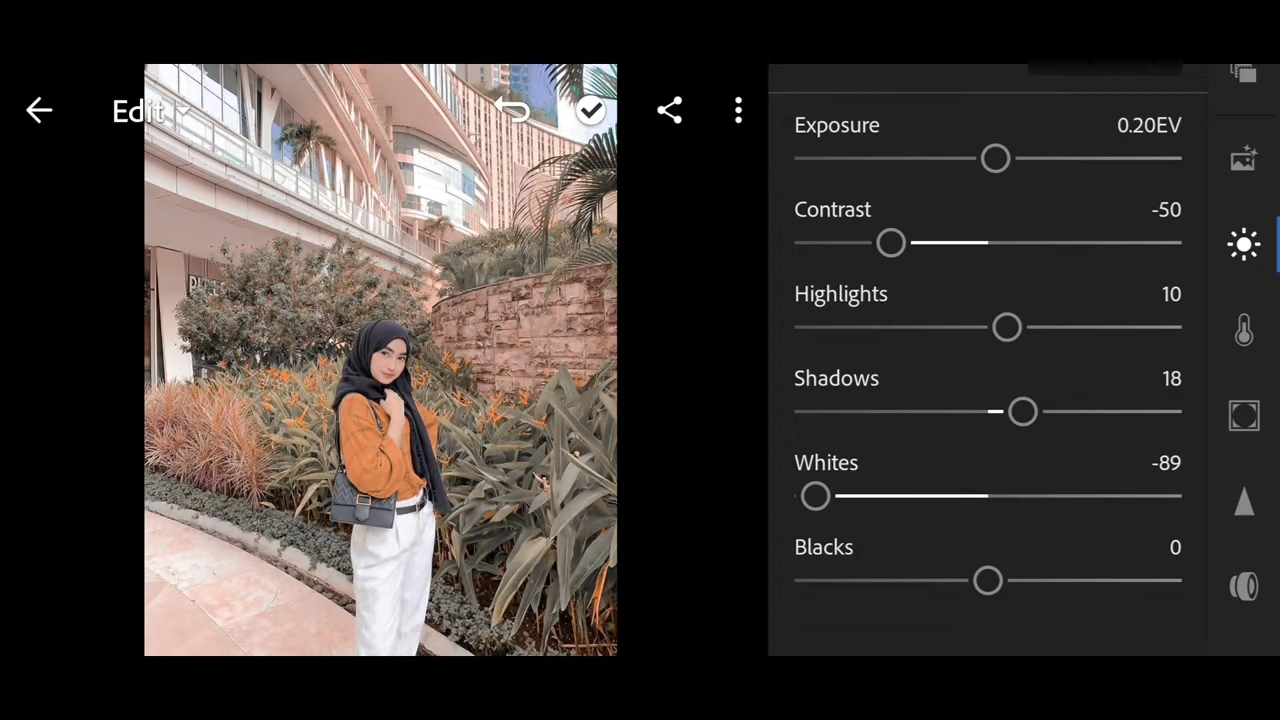 Edit
Exposure 0.20EV
Contrast -50
Highlights 10
Shadows 18
Whites -89
Blacks 0